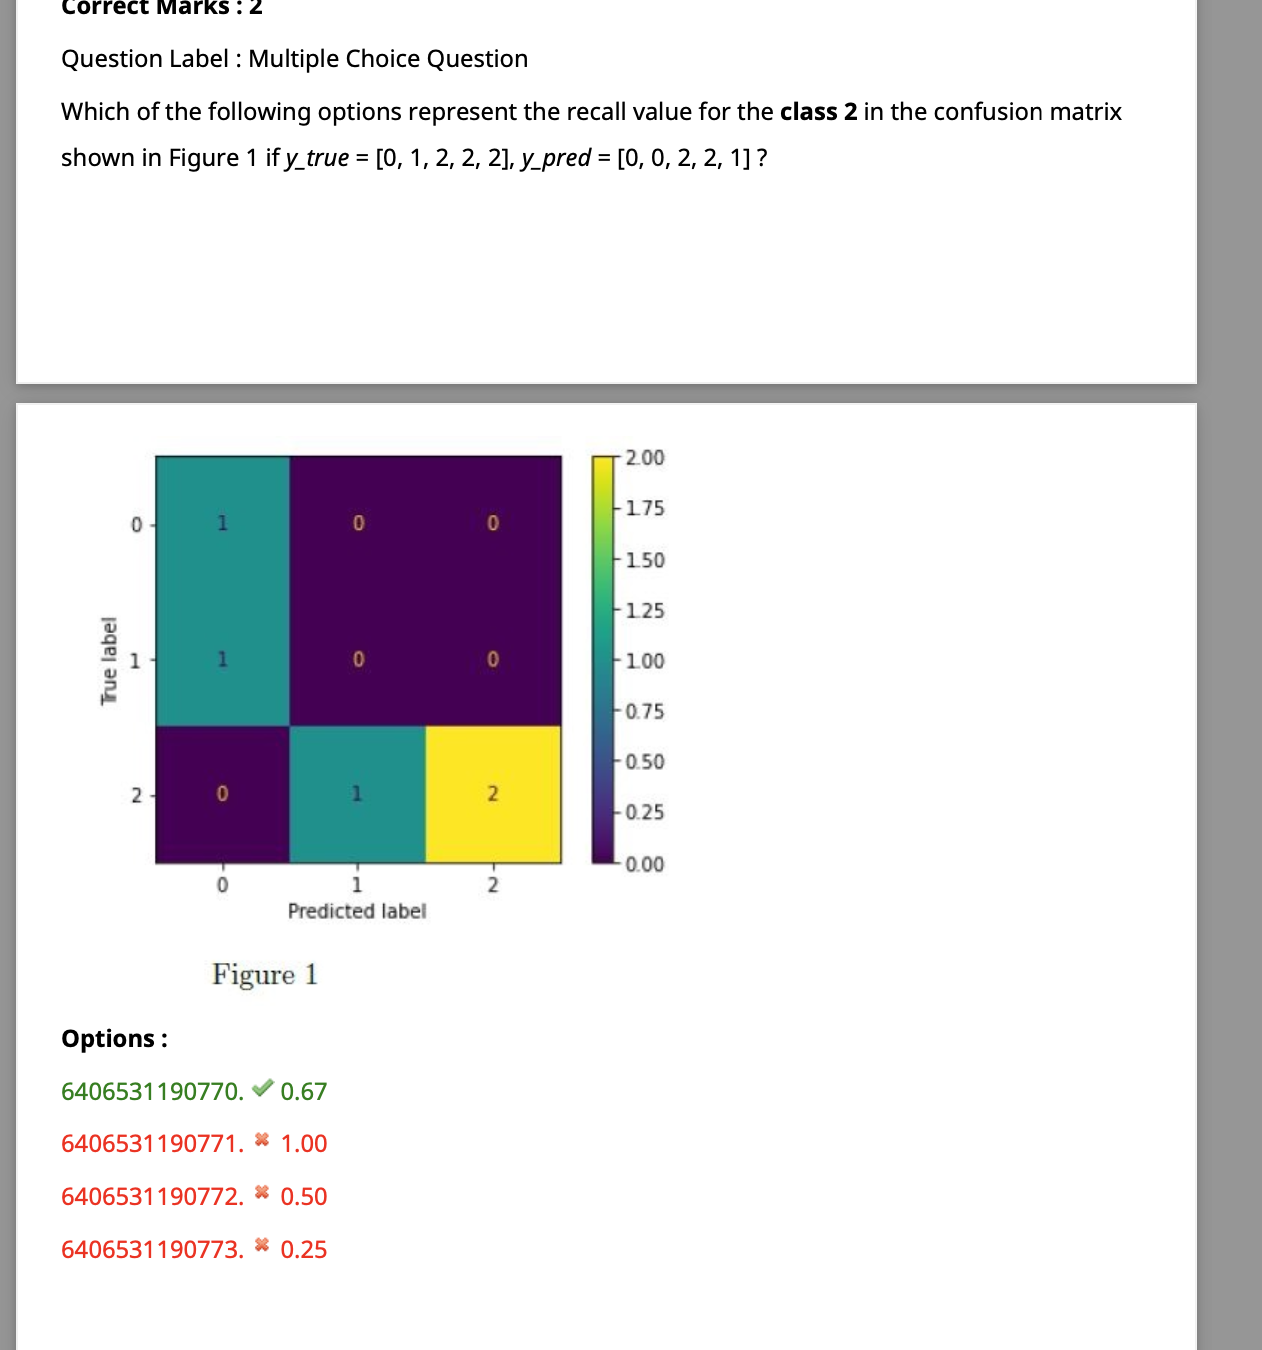 Correct Marks : 2
Question Label : Multiple Choice Question
Which of the following options represent the recall value for the class 2 in the confusion matrix
shown in Figure 1 if y_true = [0, 1, 2, 2, 2], y_pred = [0, 0, 2, 2, 1] ?
2.00
1.75
1.50
1.25
1.00
0.75
0.50
0.25
0.00
True label
0 1 0 0
1 1 0 0
2 0 1 2
0 1 2
Predicted label
Figure 1
Options :
6406531190770. ✔ 0.67
6406531190771. ✖ 1.00
6406531190772. ✖ 0.50
6406531190773. ✖ 0.25